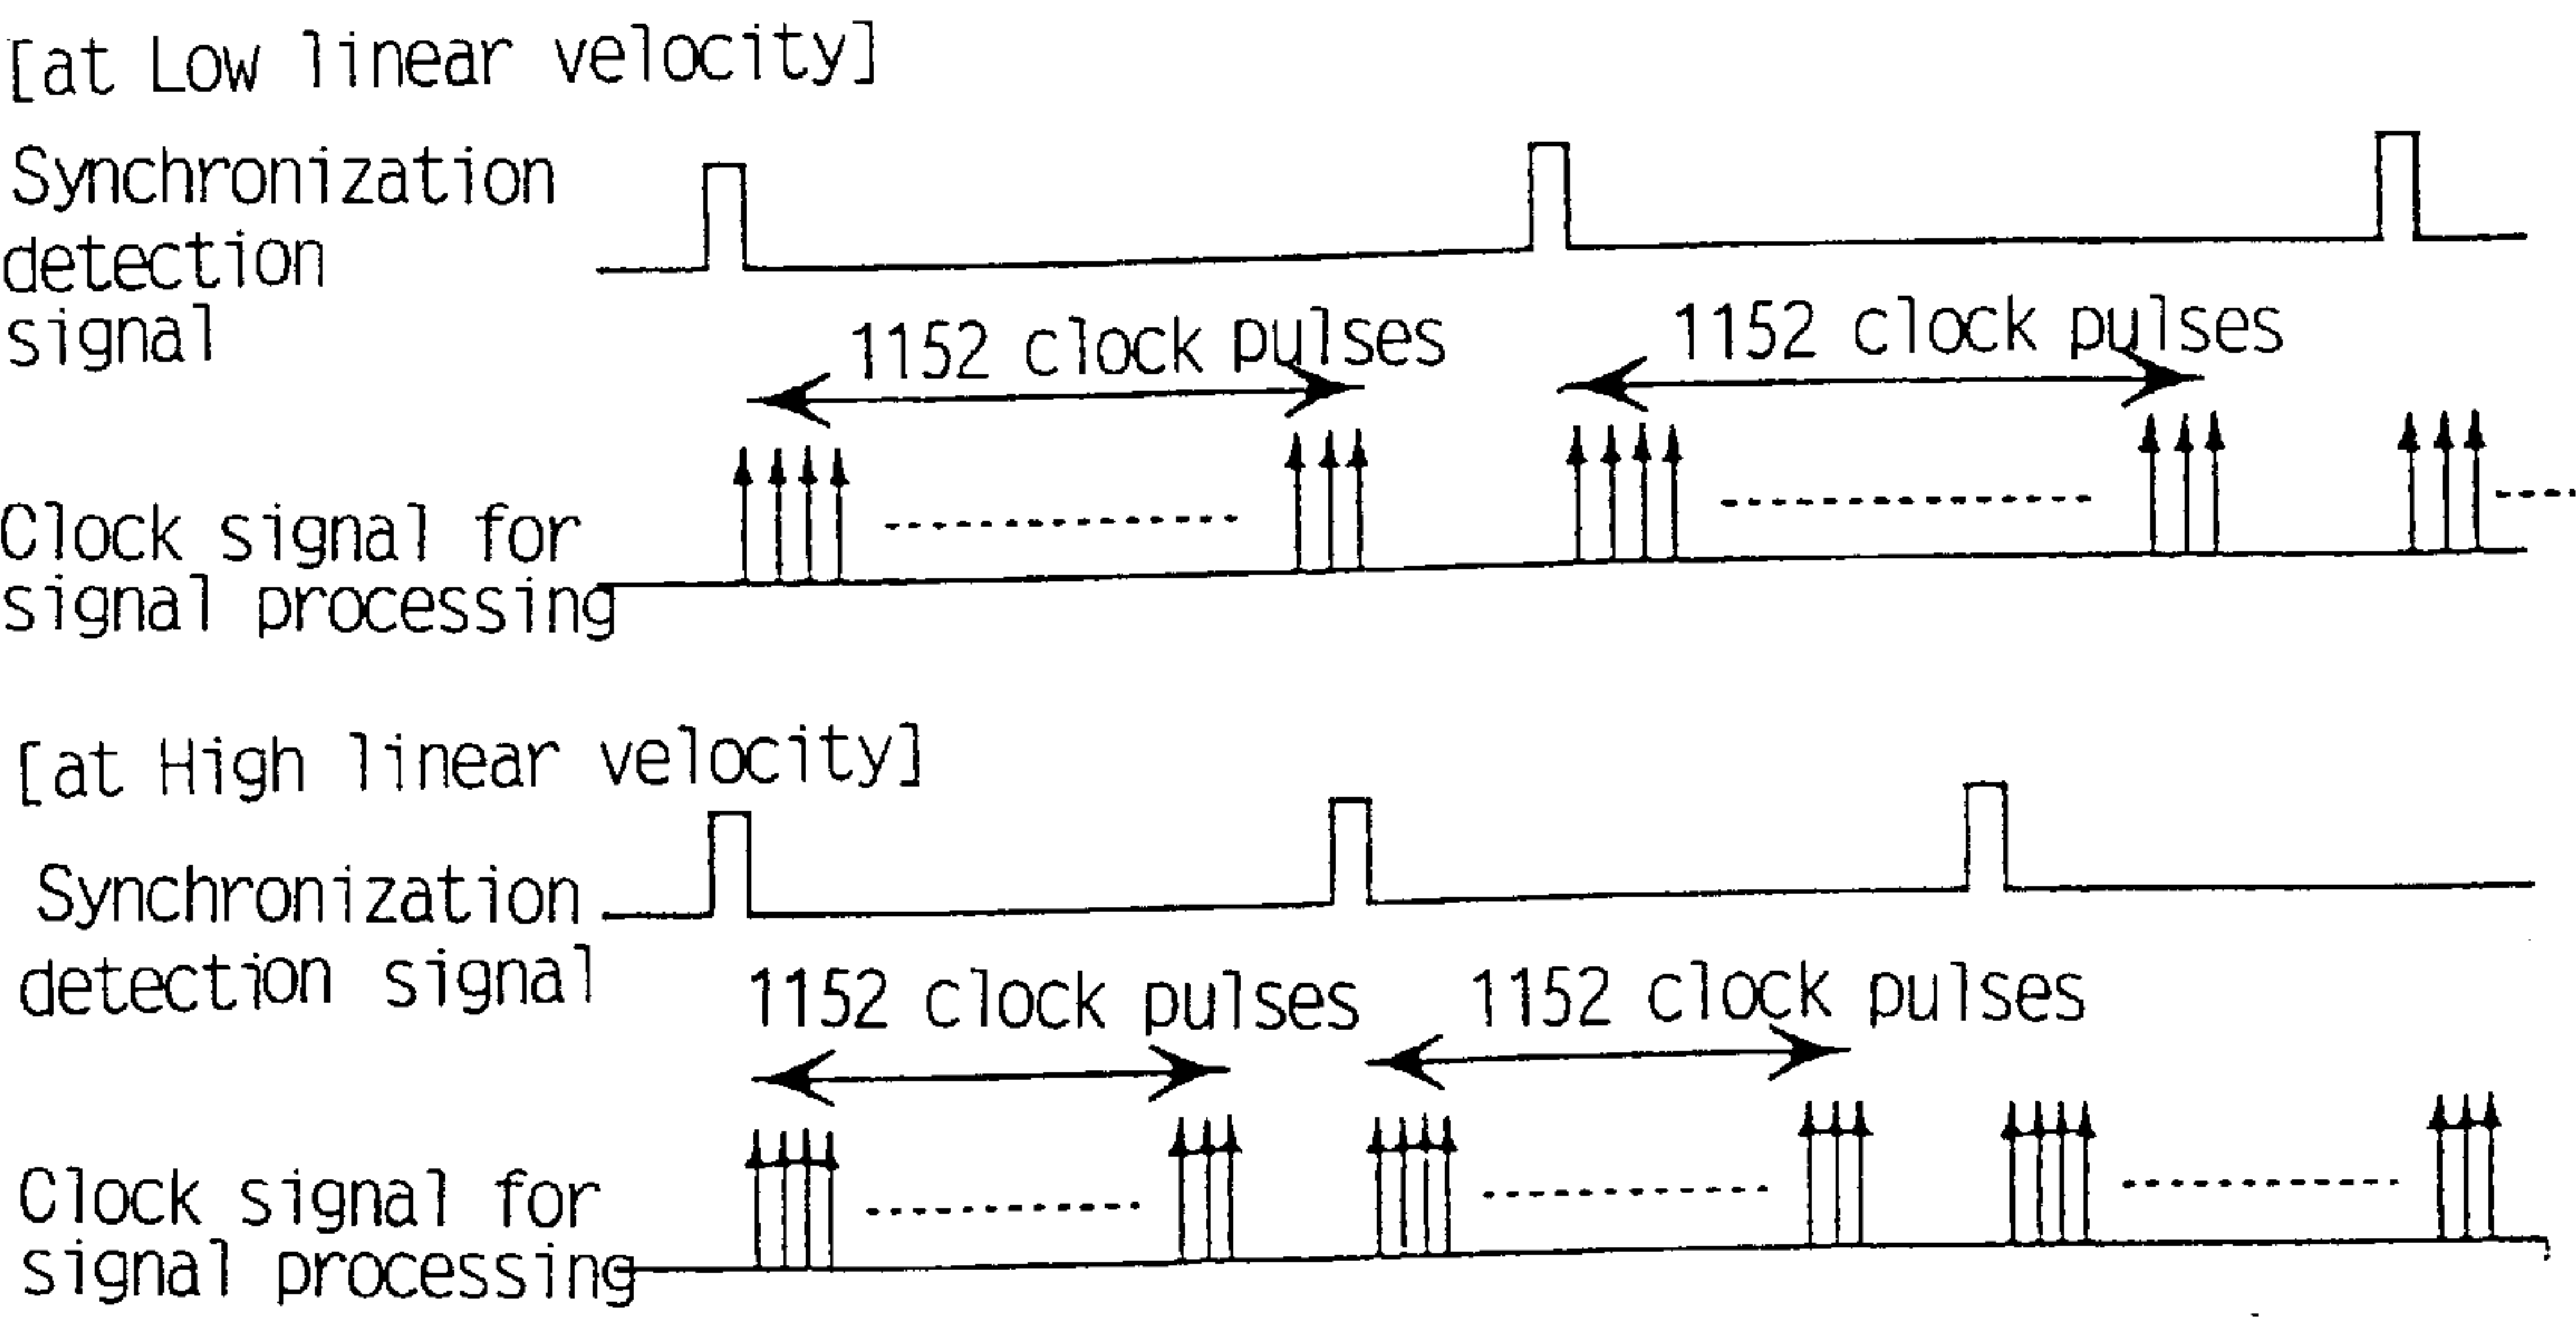 [at Low linear velocity]
Synchronization
detection
signal
1152 clock pulses
1152 clock pulses
Clock signal for
signal processing
[at High linear velocity]
Synchronization
detection signal
1152 clock pulses
1152 clock pulses
Clock signal for
signal processing